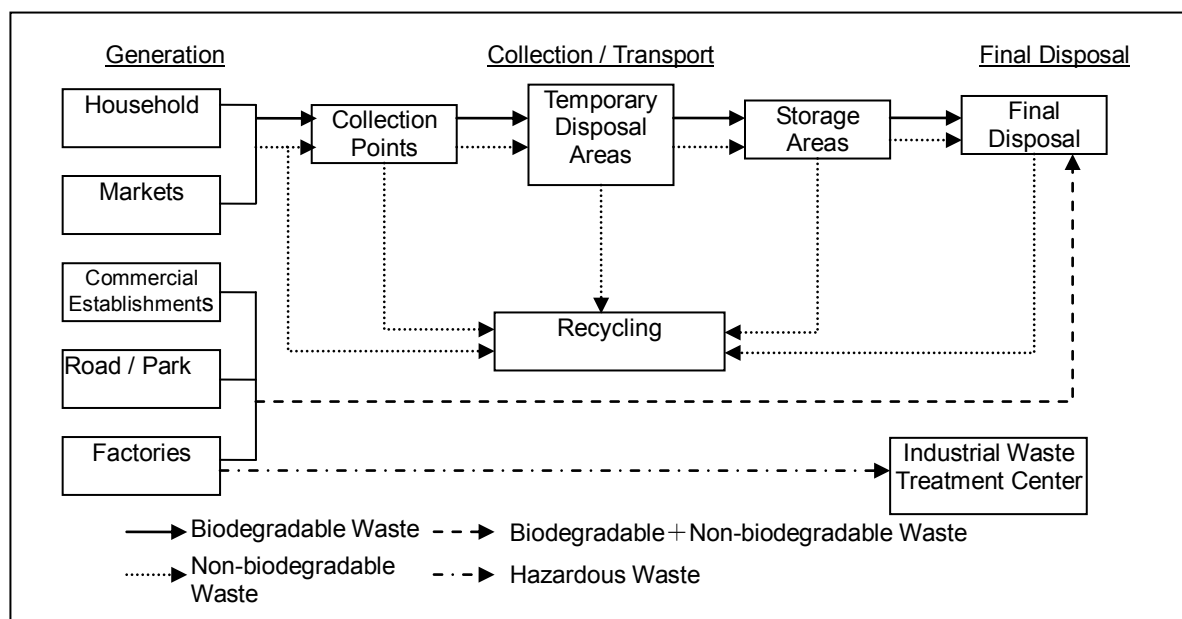 Generation
Collection / Transport
Final Disposal
Household
Collection
Points
Temporary
Disposal
Areas
Storage
Areas
Final
Disposal
Markets
Commercial
Establishments
Recycling
Road / Park
Factories
Industrial Waste
Treatment Center
Biodegradable Waste
Biodegradable＋Non-biodegradable Waste
Non-biodegradable
Waste
Hazardous Waste